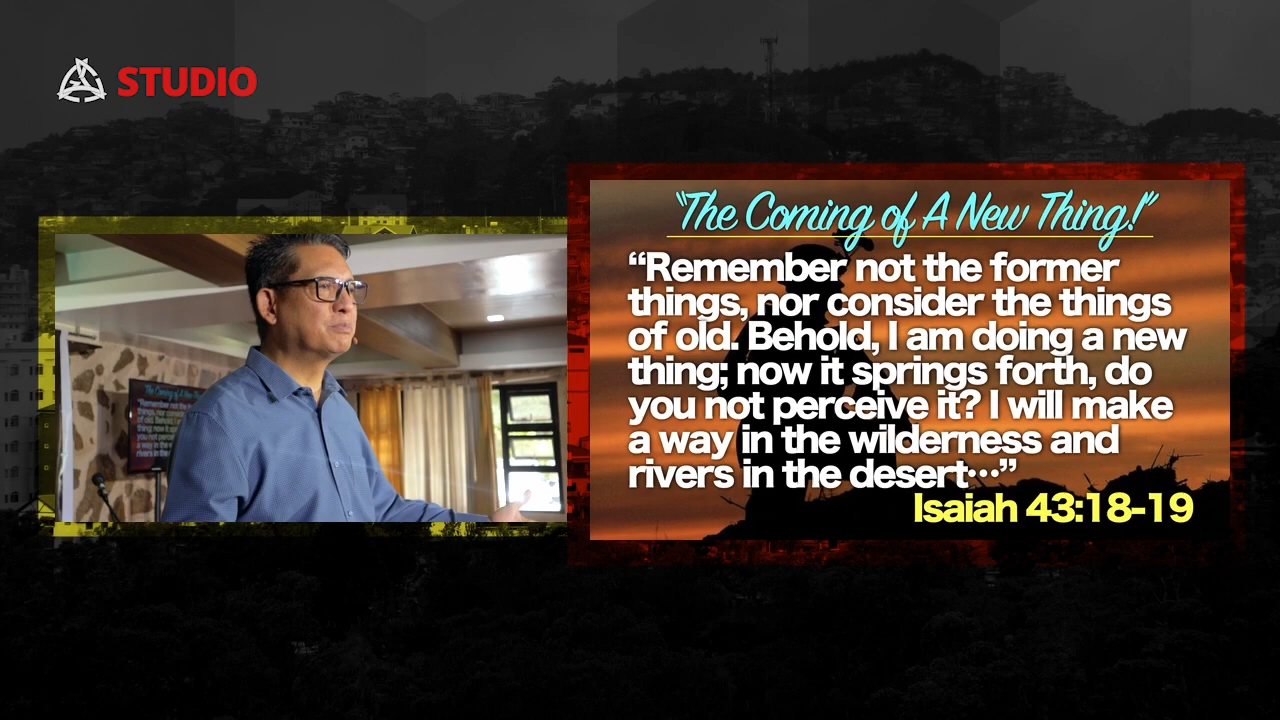 STUDIO
"The Coming of A New Thing!"
“Remember not the former
things, nor consider the things
of old. Behold, I am doing a new
thing; now it springs forth, do
you not perceive it? I will make
a way in the wilderness and
rivers in the desert…”
Isaiah 43:18-19